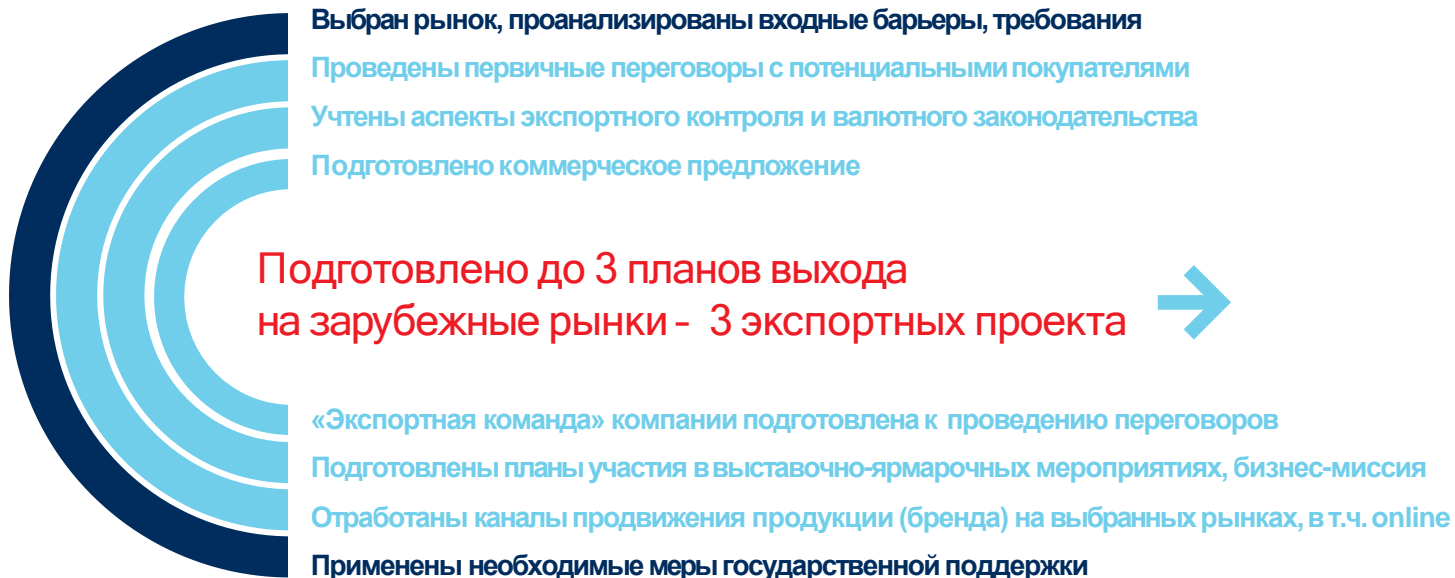 Выбран рынок, проанализированы входные барьеры, требования
Проведены первичные переговоры с потенциальными покупателями
Учтены аспекты экспортного контроля и валютного законодательства
Подготовлено коммерческое предложение
Подготовлено до 3 планов выхода
на зарубежные рынки - 3 экспортных проекта
«Экспортная команда» компании подготовлена к проведению переговоров
Подготовлены планы участия в выставочно-ярмарочных мероприятиях, бизнес-миссия
Отработаны каналы продвижения продукции (бренда) на выбранных рынках, в т.ч. online
Применены необходимые меры государственной поддержки